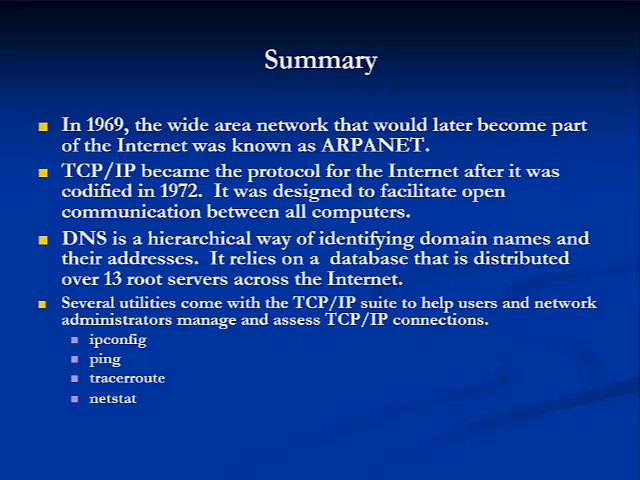 Summary
In 1969, the wide area network that would later become part
of the Internet was known as ARPANET.
TCP/IP became the protocol for the Internet after it was
codified in 1972. It was designed to facilitate open
communication between all computers.
DNS is a hierarchical way of identifying domain names and
their addresses. It relies on a database that is distributed
over 13 root servers across the Internet.
Several utilities come with the TCP/IP suite to help users and network
administrators manage and assess TCP/IP connections.
ipconfig
ping
tracerroute
netstat